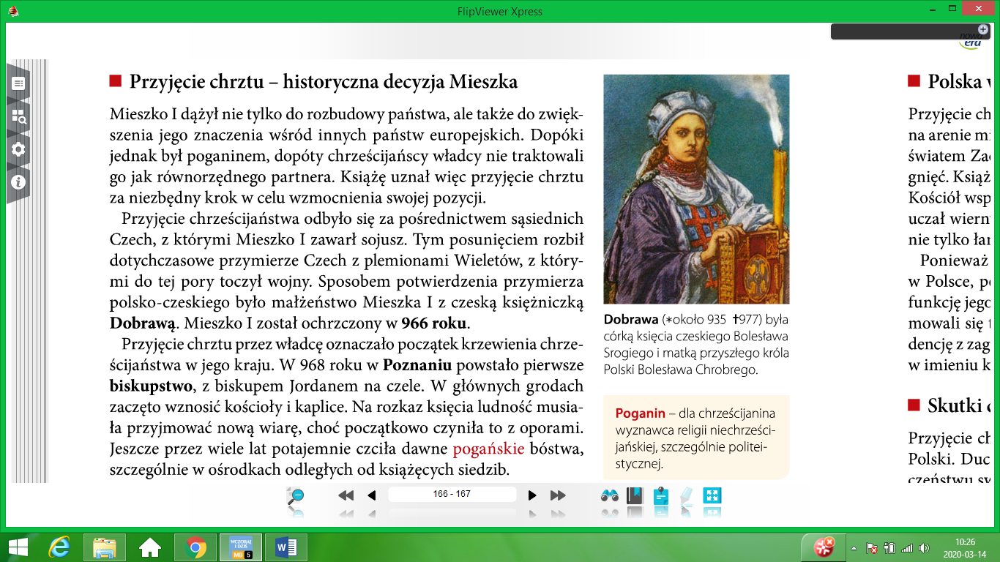 FlipViewer Xpress
nowa
era
Przyjęcie chrztu – historyczna decyzja Mieszka
Mieszko I dążył nie tylko do rozbudowy państwa, ale także do zwięk-
szenia jego znaczenia wśród innych państw europejskich. Dopóki
jednak był poganinem, dopóty chrześcijańscy władcy nie traktowali
go jak równorzędnego partnera. Książę uznał więc przyjęcie chrztu
za niezbędny krok w celu wzmocnienia swojej pozycji.
Przyjęcie chrześcijaństwa odbyło się za pośrednictwem sąsiednich
Czech, z którymi Mieszko I zawarł sojusz. Tym posunięciem rozbił
dotychczasowe przymierze Czech z plemionami Wieletów, z który-
mi do tej pory toczył wojny. Sposobem potwierdzenia przymierza
polsko-czeskiego było małżeństwo Mieszka I z czeską księżniczką
Dobrawą. Mieszko I został ochrzczony w 966 roku.
Przyjęcie chrztu przez władcę oznaczało początek krzewienia chrze-
ścijaństwa w jego kraju. W 968 roku w Poznaniu powstało pierwsze
biskupstwo, z biskupem Jordanem na czele. W głównych grodach
zaczęto wznosić kościoły i kaplice. Na rozkaz księcia ludność musia-
ła przyjmować nową wiarę, choć początkowo czyniła to z oporami.
Jeszcze przez wiele lat potajemnie czciła dawne pogańskie bóstwa,
szczególnie w ośrodkach odległych od książęcych siedzib.
Dobrawa (*około 935 ✝977) była
córką księcia czeskiego Bolesława
Srogiego i matką przyszłego króla
Polski Bolesława Chrobrego.
Poganin – dla chrześcijanina
wyznawca religii niechrześci-
jańskiej, szczególnie politei-
stycznej.
Polska w
Przyjęcie ch
na arenie mi
światem Zac
gnięć. Książ
Kościół wsp
uczał wiern
nie tylko łar
Ponieważ
w Polsce, po
funkcję jego
mowali się t
dencję z zag
w imieniu k
Skutki c
Przyjęcie ch
Polski. Duc
czeństwu sw
166 - 167
WCZORAJ
I DZIŚ
MB 5
10:26
2020-03-14